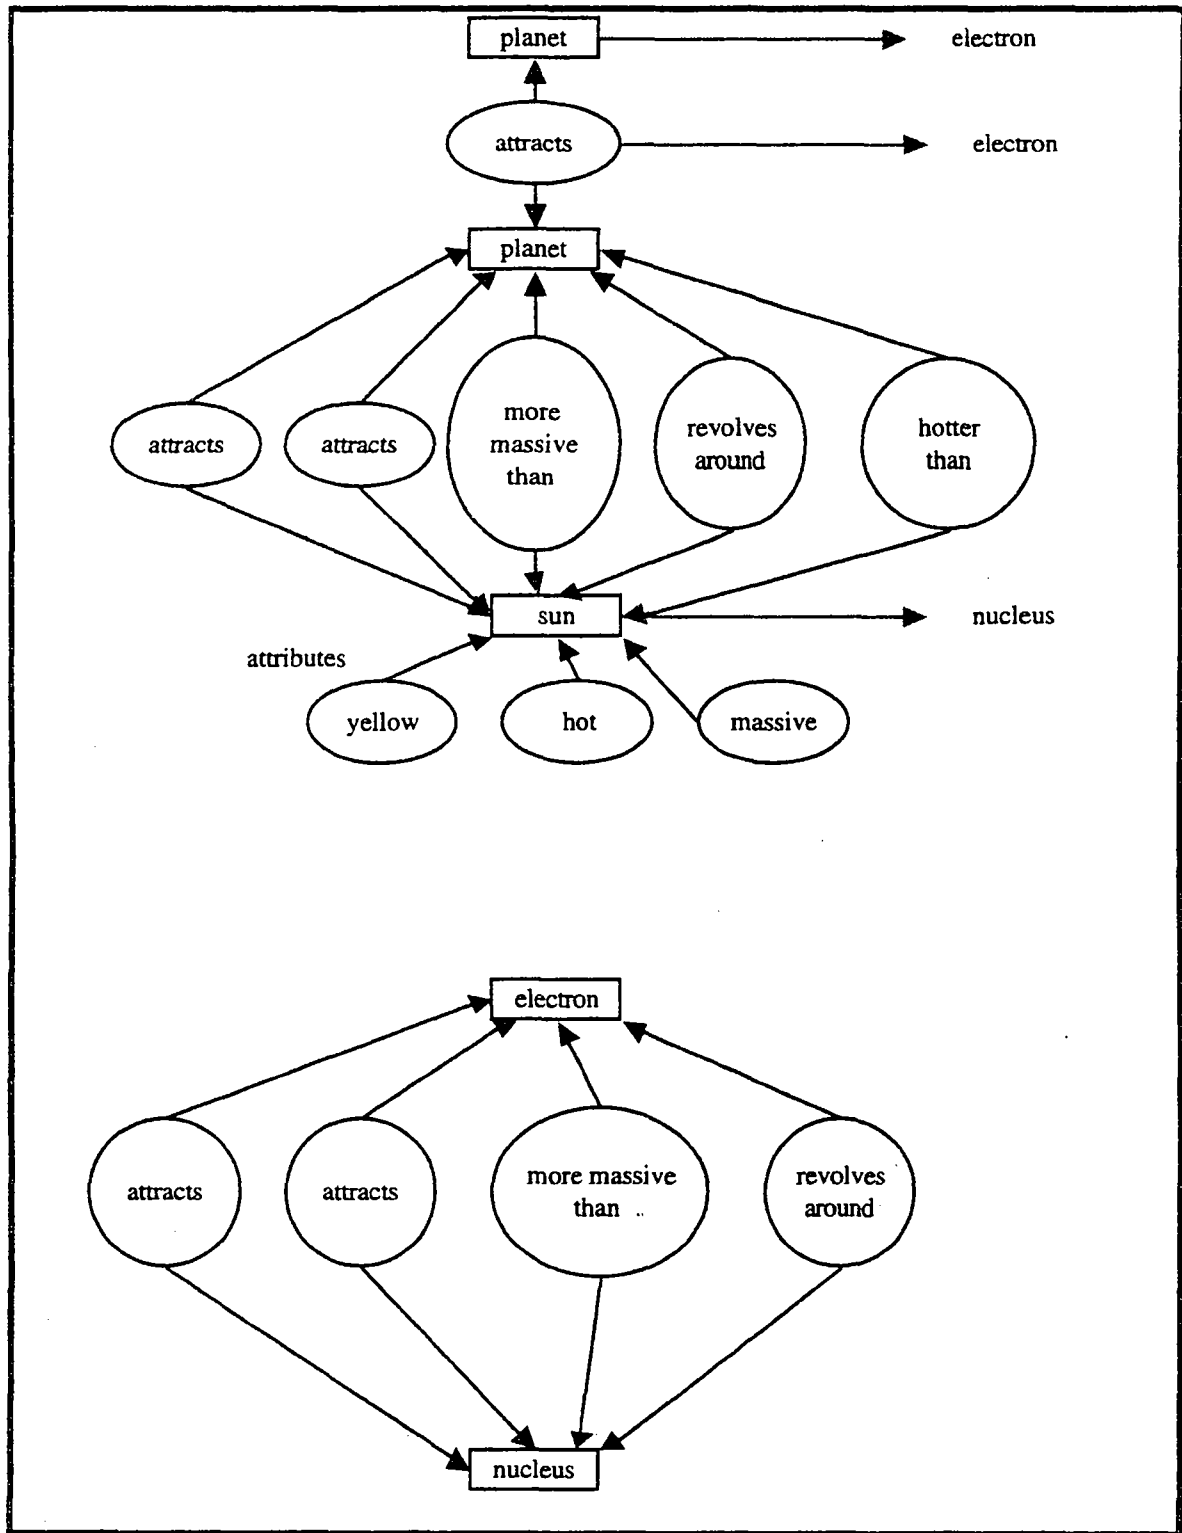 planet
electron
attracts
electron
planet
attracts
attracts
more
massive
than
revolves
around
hotter
than
sun
nucleus
attributes
yellow
hot
massive
electron
attracts
attracts
more massive
than
revolves
around
nucleus